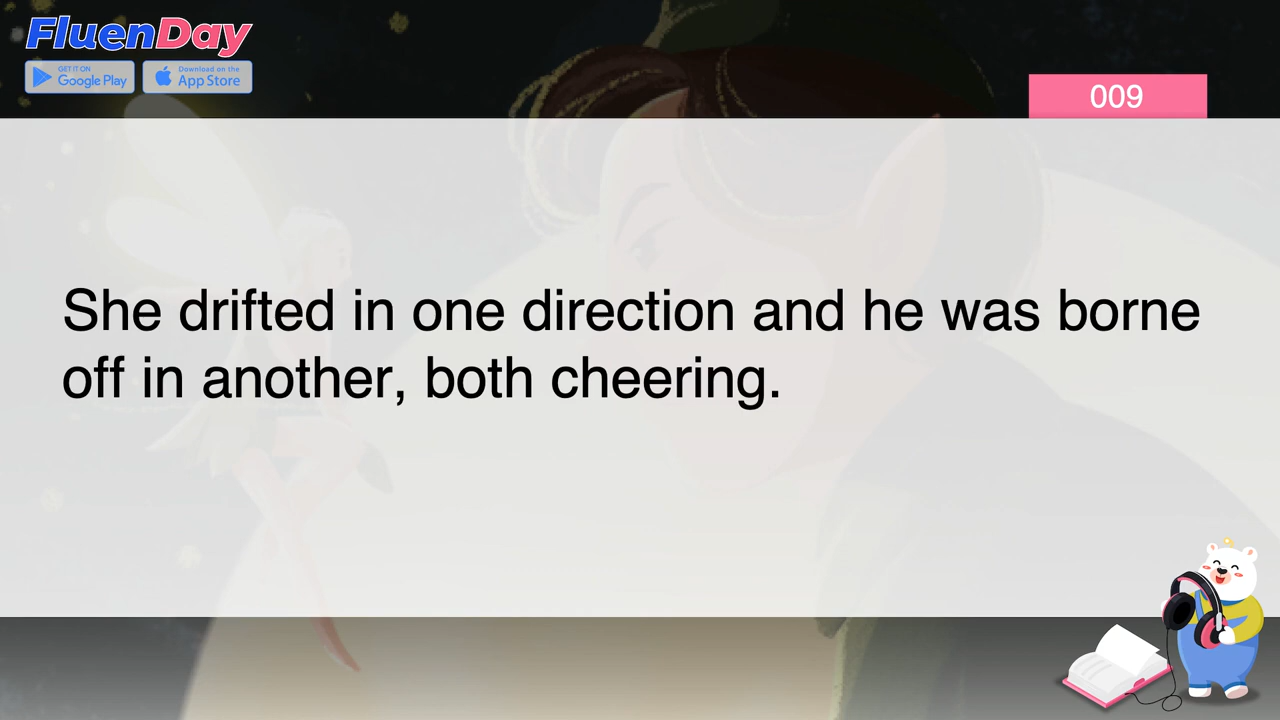 FluenDay
GET IT ON
Google Play
Download on the
App Store
009
She drifted in one direction and he was borne
off in another, both cheering.